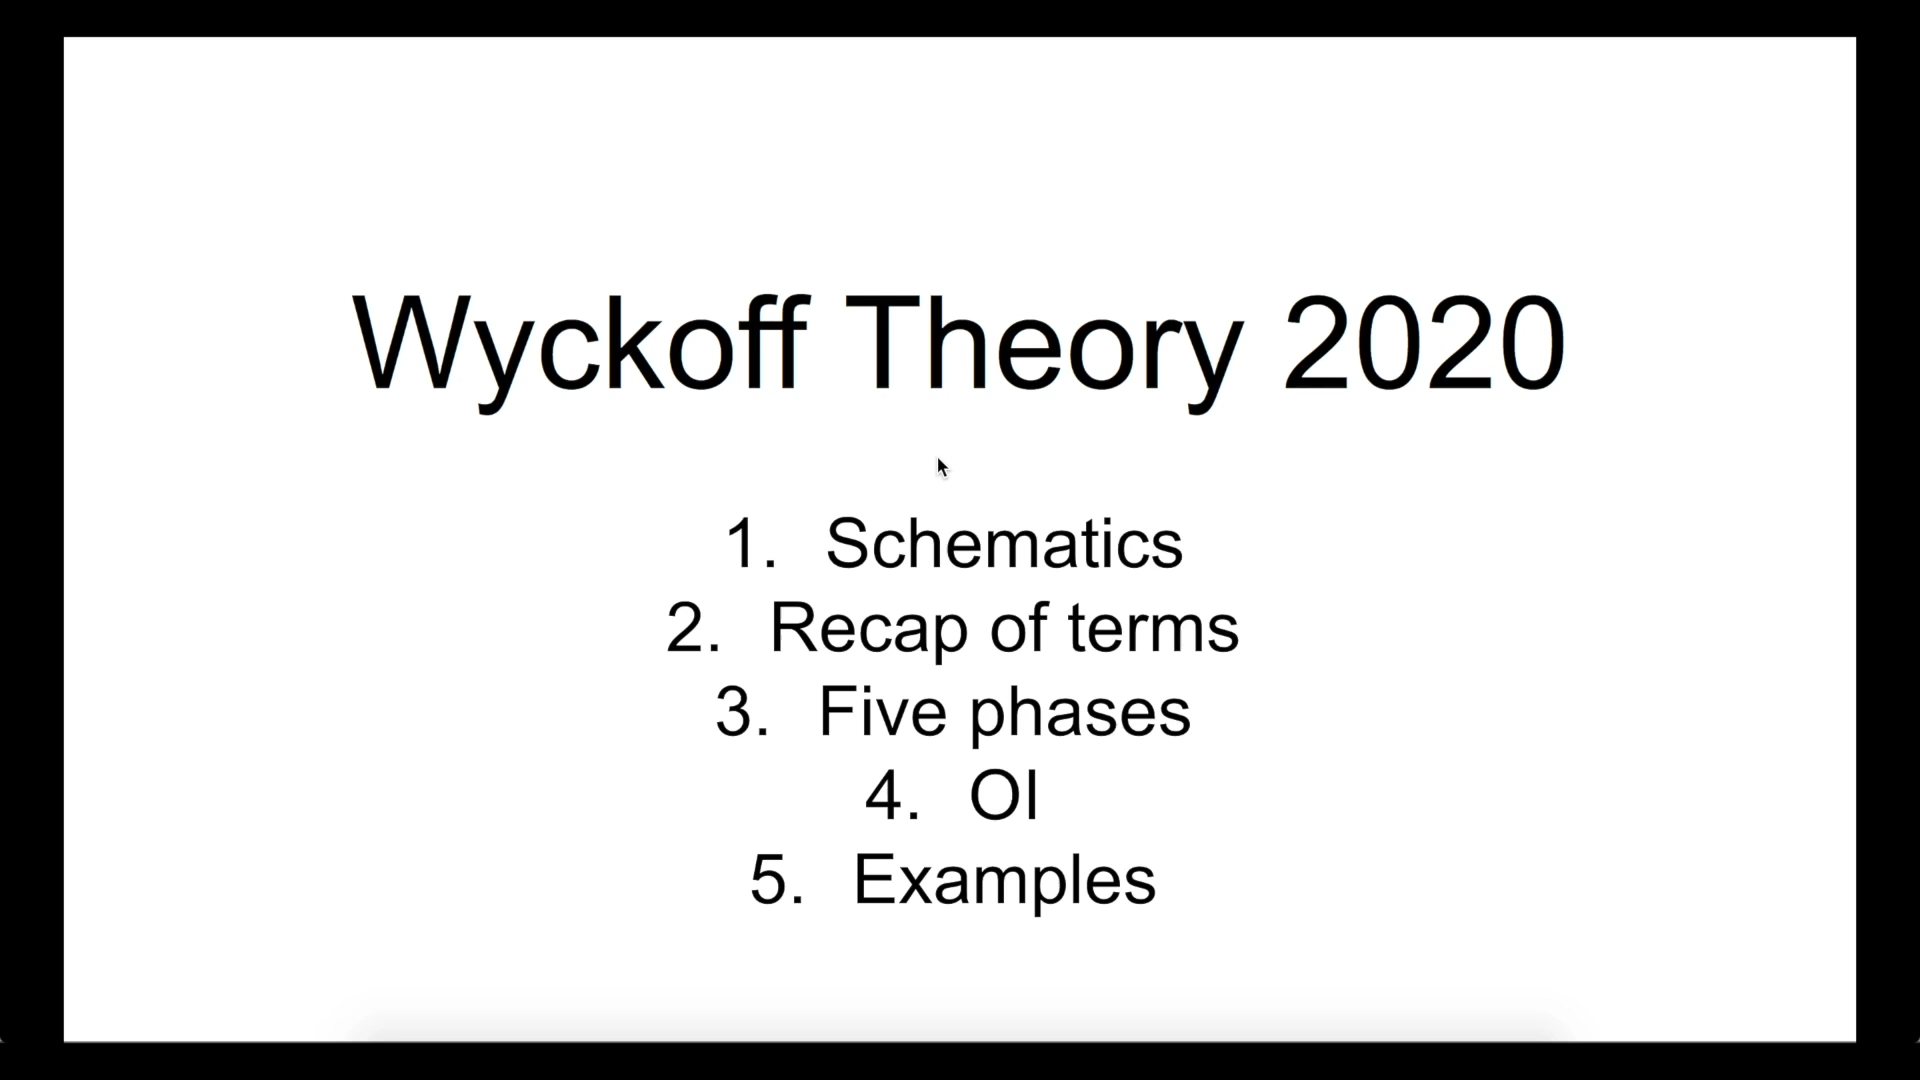 Wyckoff Theory 2020
1. Schematics
2. Recap of terms
3. Five phases
4. OI
5. Examples